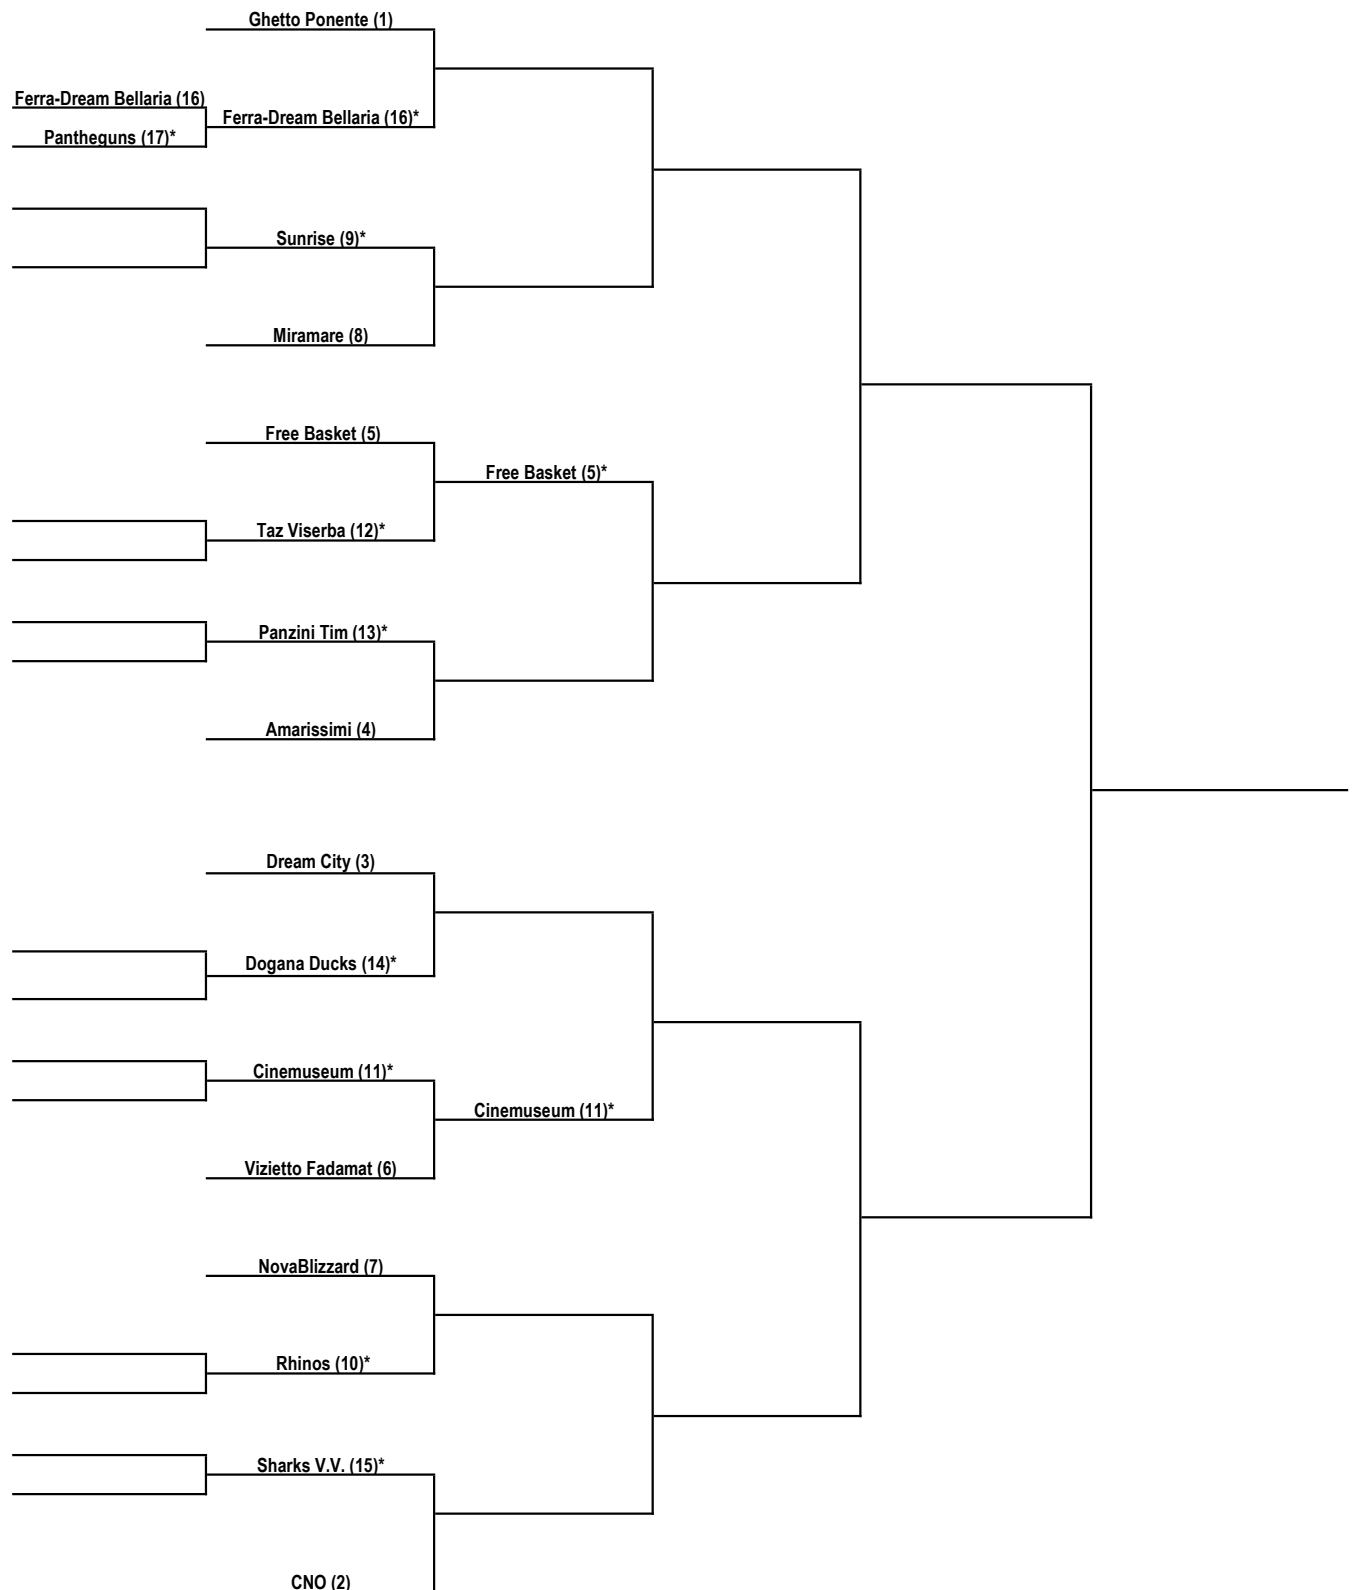 Ghetto Ponente (1)
Ferra-Dream Bellaria (16)
Ferra-Dream Bellaria (16)*
Pantheguns (17)*
Sunrise (9)*
Miramare (8)
Free Basket (5)
Free Basket (5)*
Taz Viserba (12)*
Panzini Tim (13)*
Amarissimi (4)
Dream City (3)
Dogana Ducks (14)*
Cinemuseum (11)*
Cinemuseum (11)*
Vizietto Fadamat (6)
NovaBlizzard (7)
Rhinos (10)*
Sharks V.V. (15)*
CNO (2)